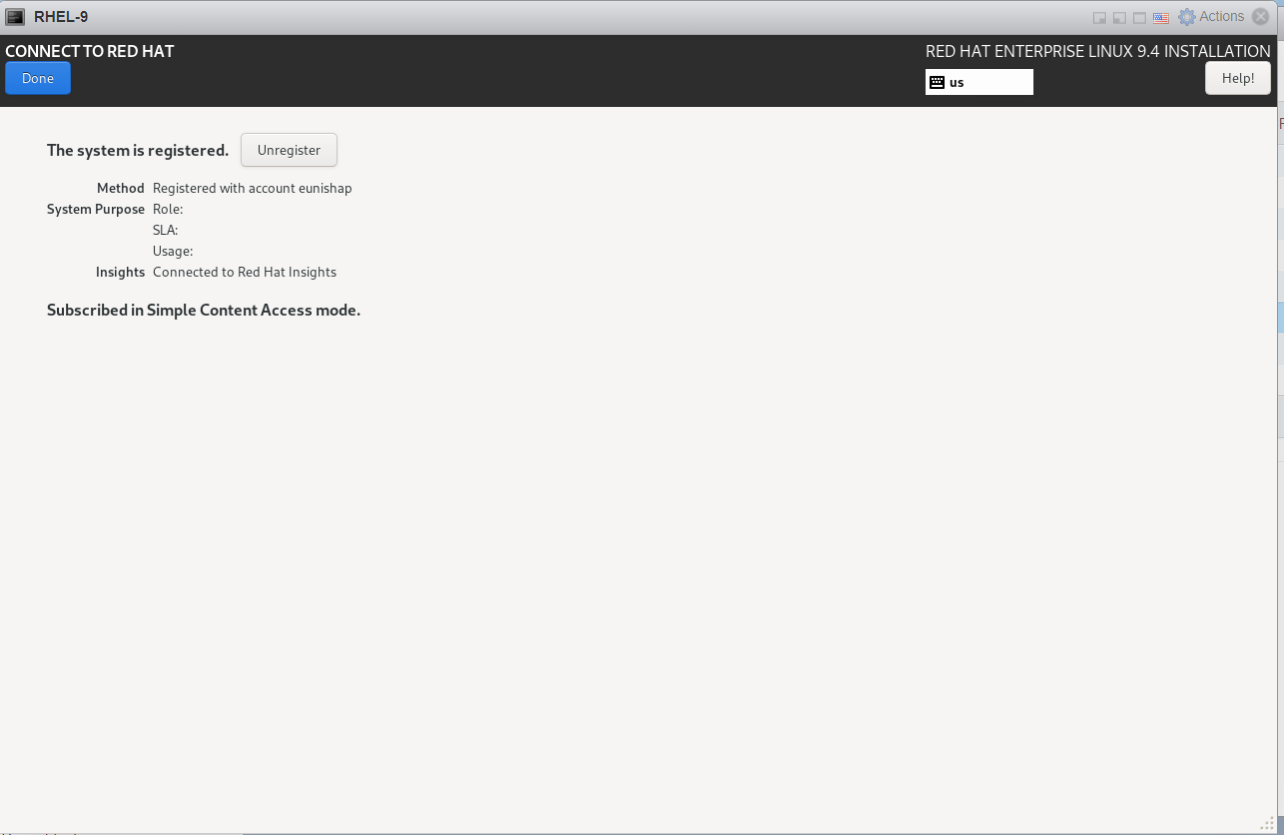 RHEL-9
Actions
CONNECT TO RED HAT
RED HAT ENTERPRISE LINUX 9.4 INSTALLATION
Done
us
Help!
The system is registered.
Unregister
Method Registered with account eunishap
System Purpose Role:
SLA:
Usage:
Insights Connected to Red Hat Insights
Subscribed in Simple Content Access mode.